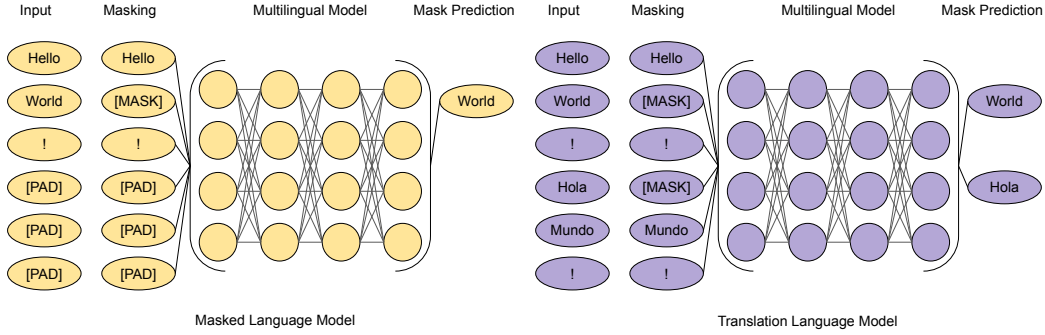 Input Masking Multilingual Model Mask Prediction
Hello Hello
World [MASK] World
! !
[PAD] [PAD]
[PAD] [PAD]
[PAD] [PAD]
Masked Language Model
Input Masking Multilingual Model Mask Prediction
Hello Hello
World [MASK] World
! !
Hola [MASK] Hola
Mundo Mundo
! !
Translation Language Model